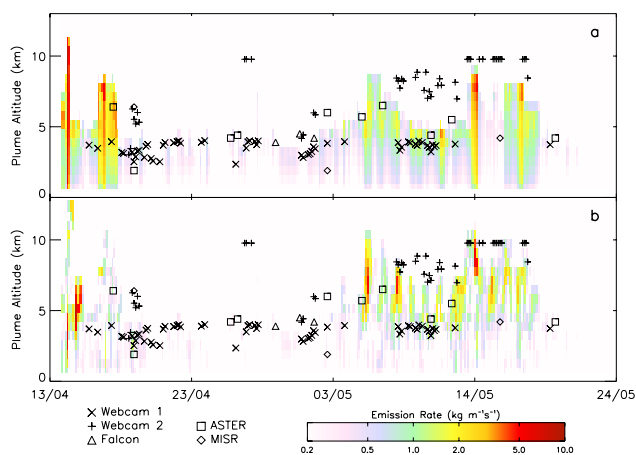 a
10
5
0
Plume Altitude (km)
b
10
5
0
Plume Altitude (km)
13/04 23/04 03/05 14/05 24/05
Webcam 1
Webcam 2
Falcon
ASTER
MISR
Emission Rate (kg m⁻¹s⁻¹)
0.2 0.5 1.0 2.0 5.0 10.0